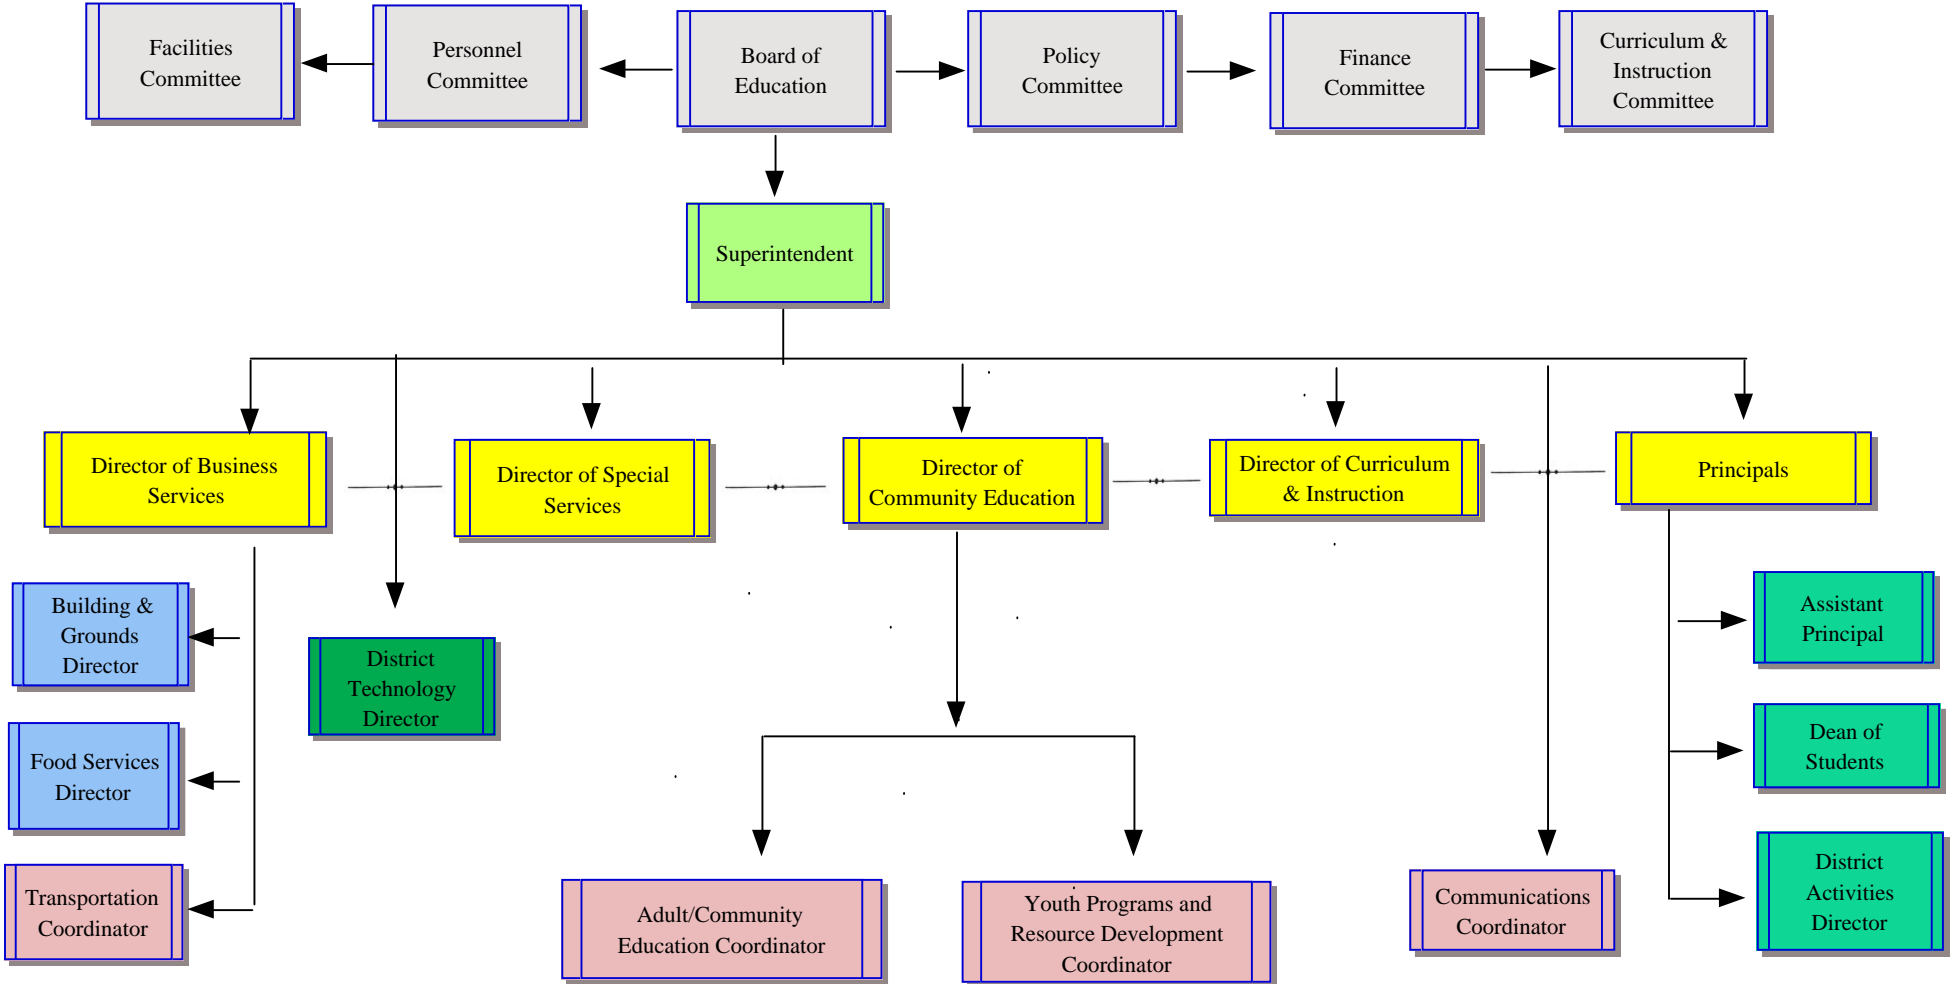 Facilities
Committee
Personnel
Committee
Board of
Education
Policy
Committee
Finance
Committee
Curriculum &
Instruction
Committee
Superintendent
Director of Business
Services
Director of Special
Services
Director of
Community Education
Director of Curriculum
& Instruction
Principals
Building &
Grounds
Director
District
Technology
Director
Assistant
Principal
Food Services
Director
Dean of
Students
Transportation
Coordinator
Adult/Community
Education Coordinator
Youth Programs and
Resource Development
Coordinator
Communications
Coordinator
District
Activities
Director